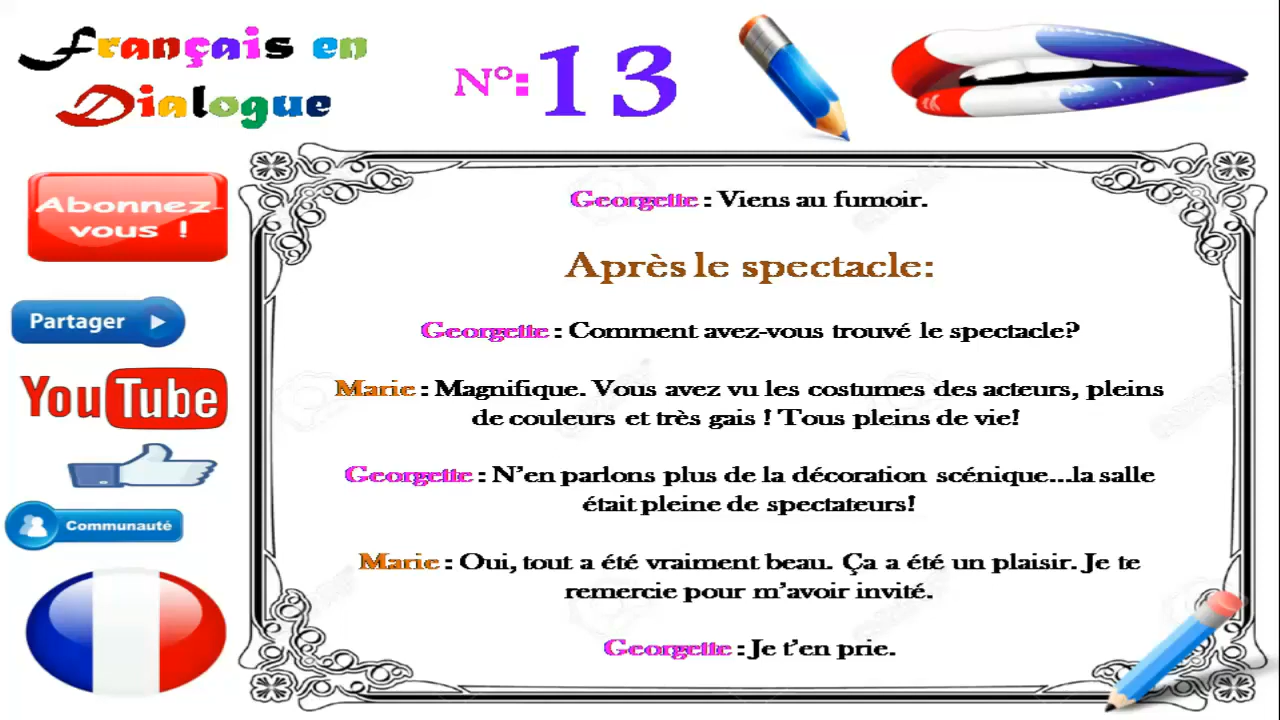 Français en
Dialogue
N°:13
Abonnez-
vous !
Partager
YouTube
Communauté
Georgette : Viens au fumoir.
Après le spectacle:
Georgette : Comment avez-vous trouvé le spectacle?
Marie : Magnifique. Vous avez vu les costumes des acteurs, pleins
de couleurs et très gais ! Tous pleins de vie!
Georgette : N'en parlons plus de la décoration scénique...la salle
était pleine de spectateurs!
Marie : Oui, tout a été vraiment beau. Ça a été un plaisir. Je te
remercie pour m'avoir invité.
Georgette : Je t'en prie.